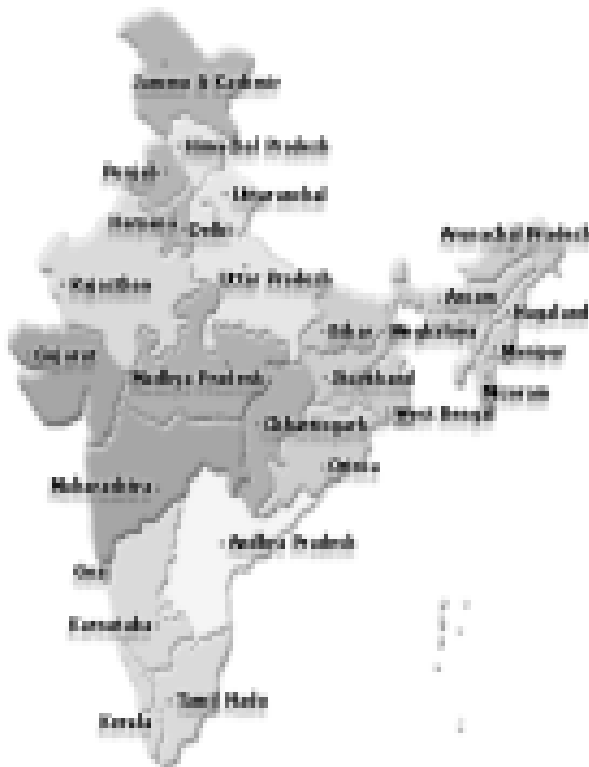 Jammu & Kashmir
Himachal Pradesh
Punjab
Uttaranchal
Haryana
Delhi
Arunachal Pradesh
Rajasthan
Uttar Pradesh
Assam
Nagaland
Bihar
Meghalaya
Manipur
Gujarat
Madhya Pradesh
Jharkhand
Mizoram
West Bengal
Chhattisgarh
Orissa
Maharashtra
Andhra Pradesh
Goa
Karnataka
Tamil Nadu
Kerala